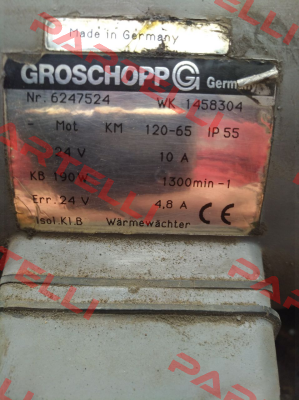 Made in Germany
GROSCHOPP G Germany
Nr. 6247524 WK 1458304
Mot KM 120-65 IP 55
24 V 10 A
KB 190W 1300min-1
Err. 24 V 4,8 A
Isol.Kl.B Wärmewächter CE
PARTELLI